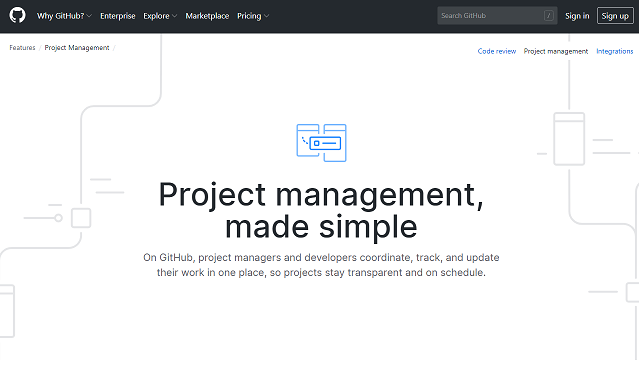 Why GitHub? Enterprise Explore Marketplace Pricing Search GitHub / Sign in Sign up
Features / Project Management / Code review Project management Integrations
Project management,
made simple
On GitHub, project managers and developers coordinate, track, and update
their work in one place, so projects stay transparent and on schedule.